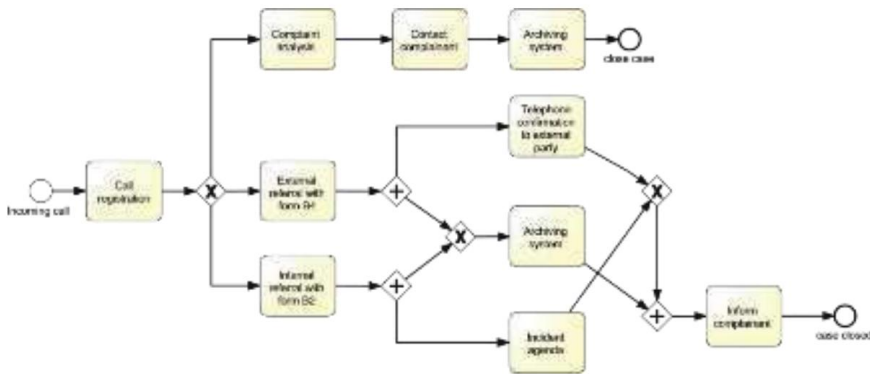 Complaint
analysis
Contact
complainant
Archiving
system
close case
Telephone
confirmation
to external
party
Incoming call
Call
registration
External
referral with
form B4
Archiving
system
Internal
referral with
form B2
Incident
agenda
Inform
complainant
case closed